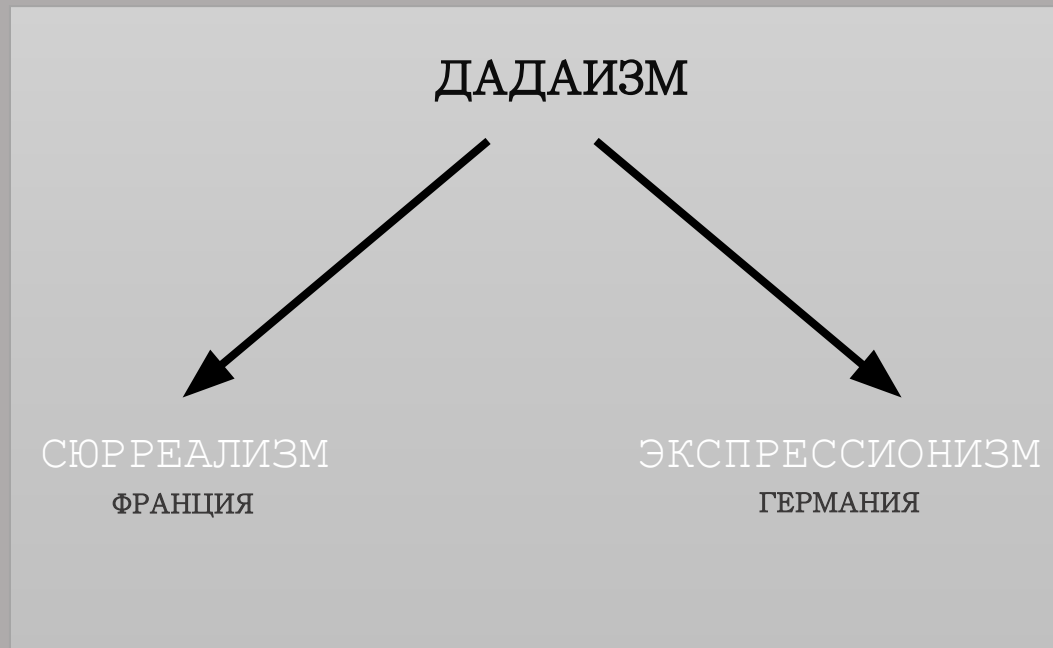 ДАДАИЗМ
СЮРРЕАЛИЗМ
ФРАНЦИЯ
ЭКСПРЕССИОНИЗМ
ГЕРМАНИЯ